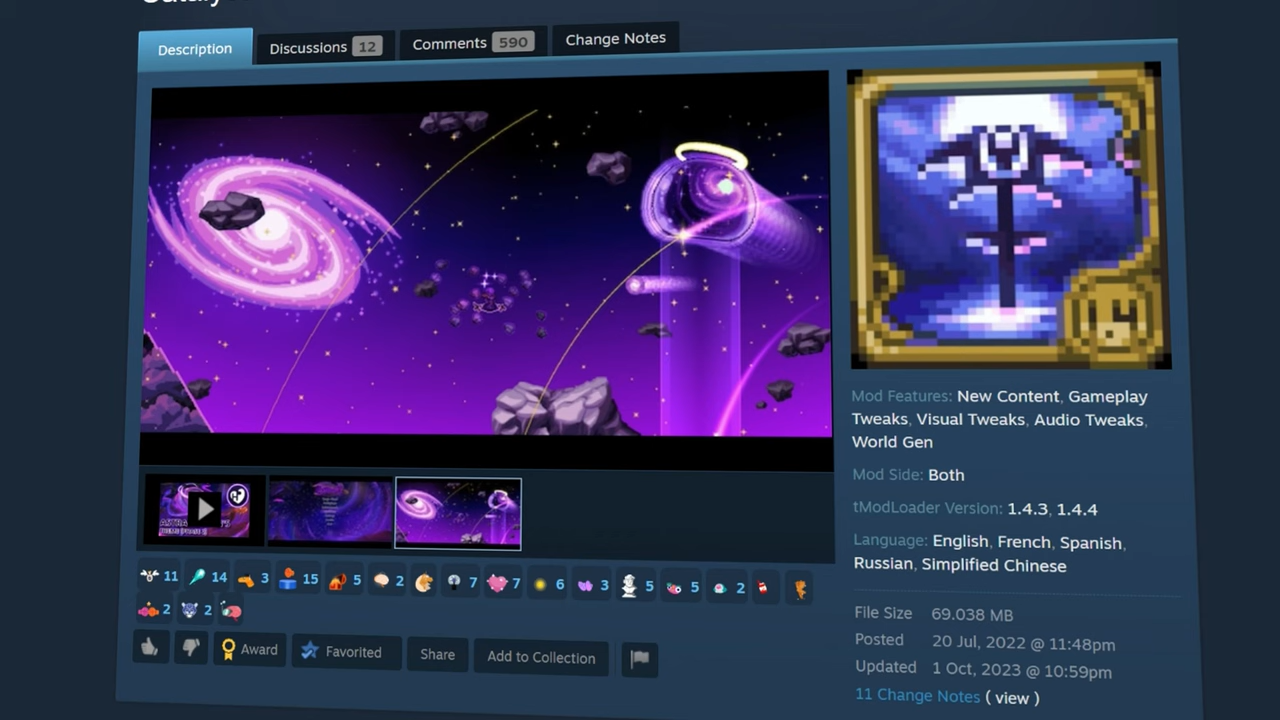 Description
Discussions 12
Comments 590
Change Notes
Mod Features: New Content, Gameplay
Tweaks, Visual Tweaks, Audio Tweaks,
World Gen
Mod Side: Both
tModLoader Version: 1.4.3, 1.4.4
Language: English, French, Spanish,
Russian, Simplified Chinese
11 14 3 15 5 2 7 7 6 3 5 5 2
2 2
Award
Favorited
Share
Add to Collection
File Size 69.038 MB
Posted 20 Jul, 2022 @ 11:48pm
Updated 1 Oct, 2023 @ 10:59pm
11 Change Notes ( view )